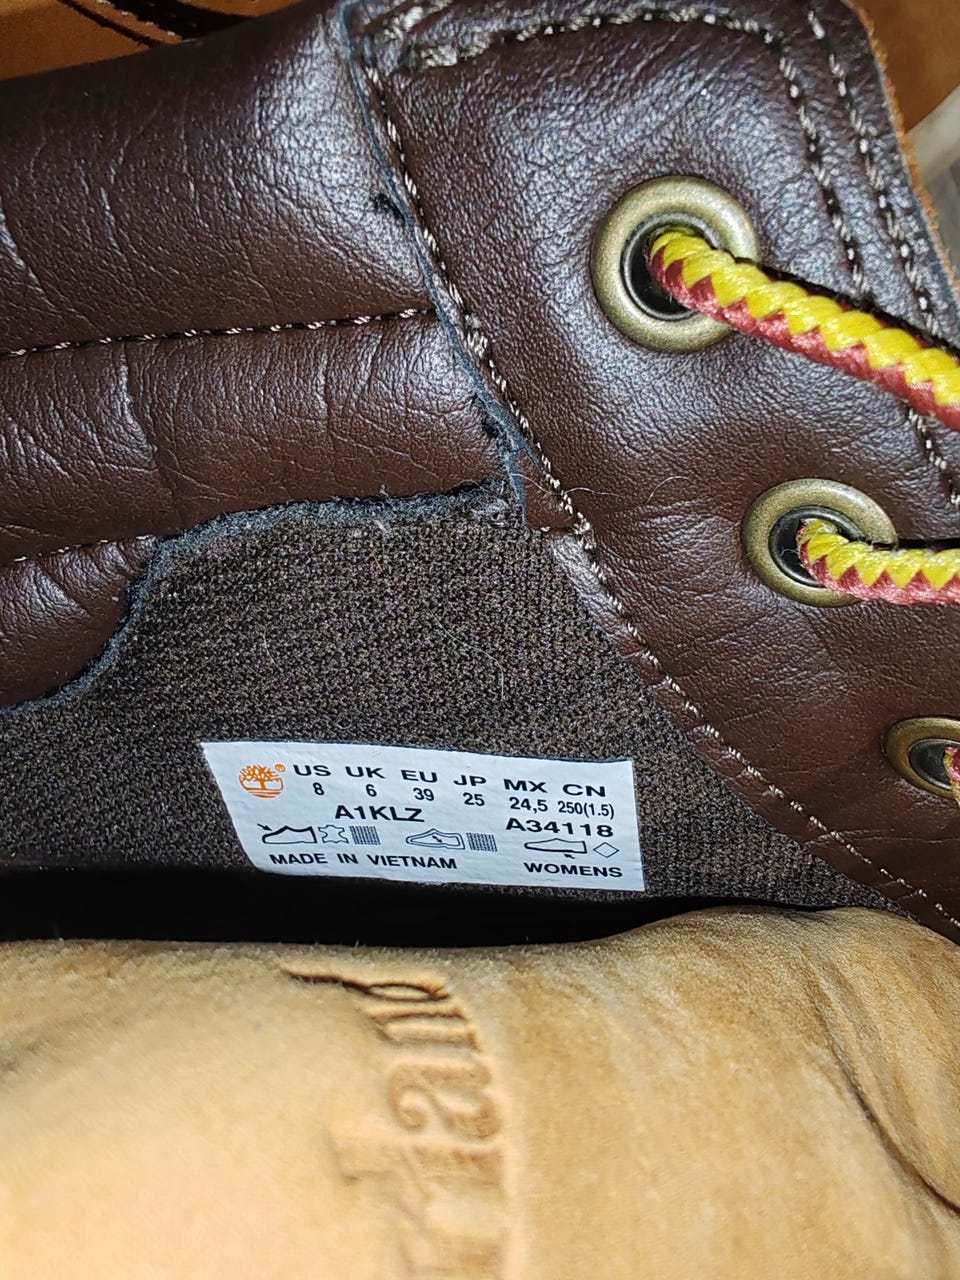 US UK EU JP MX CN
8 6 39 25 24,5 250(1.5)
A1KLZ A34118
MADE IN VIETNAM WOMENS